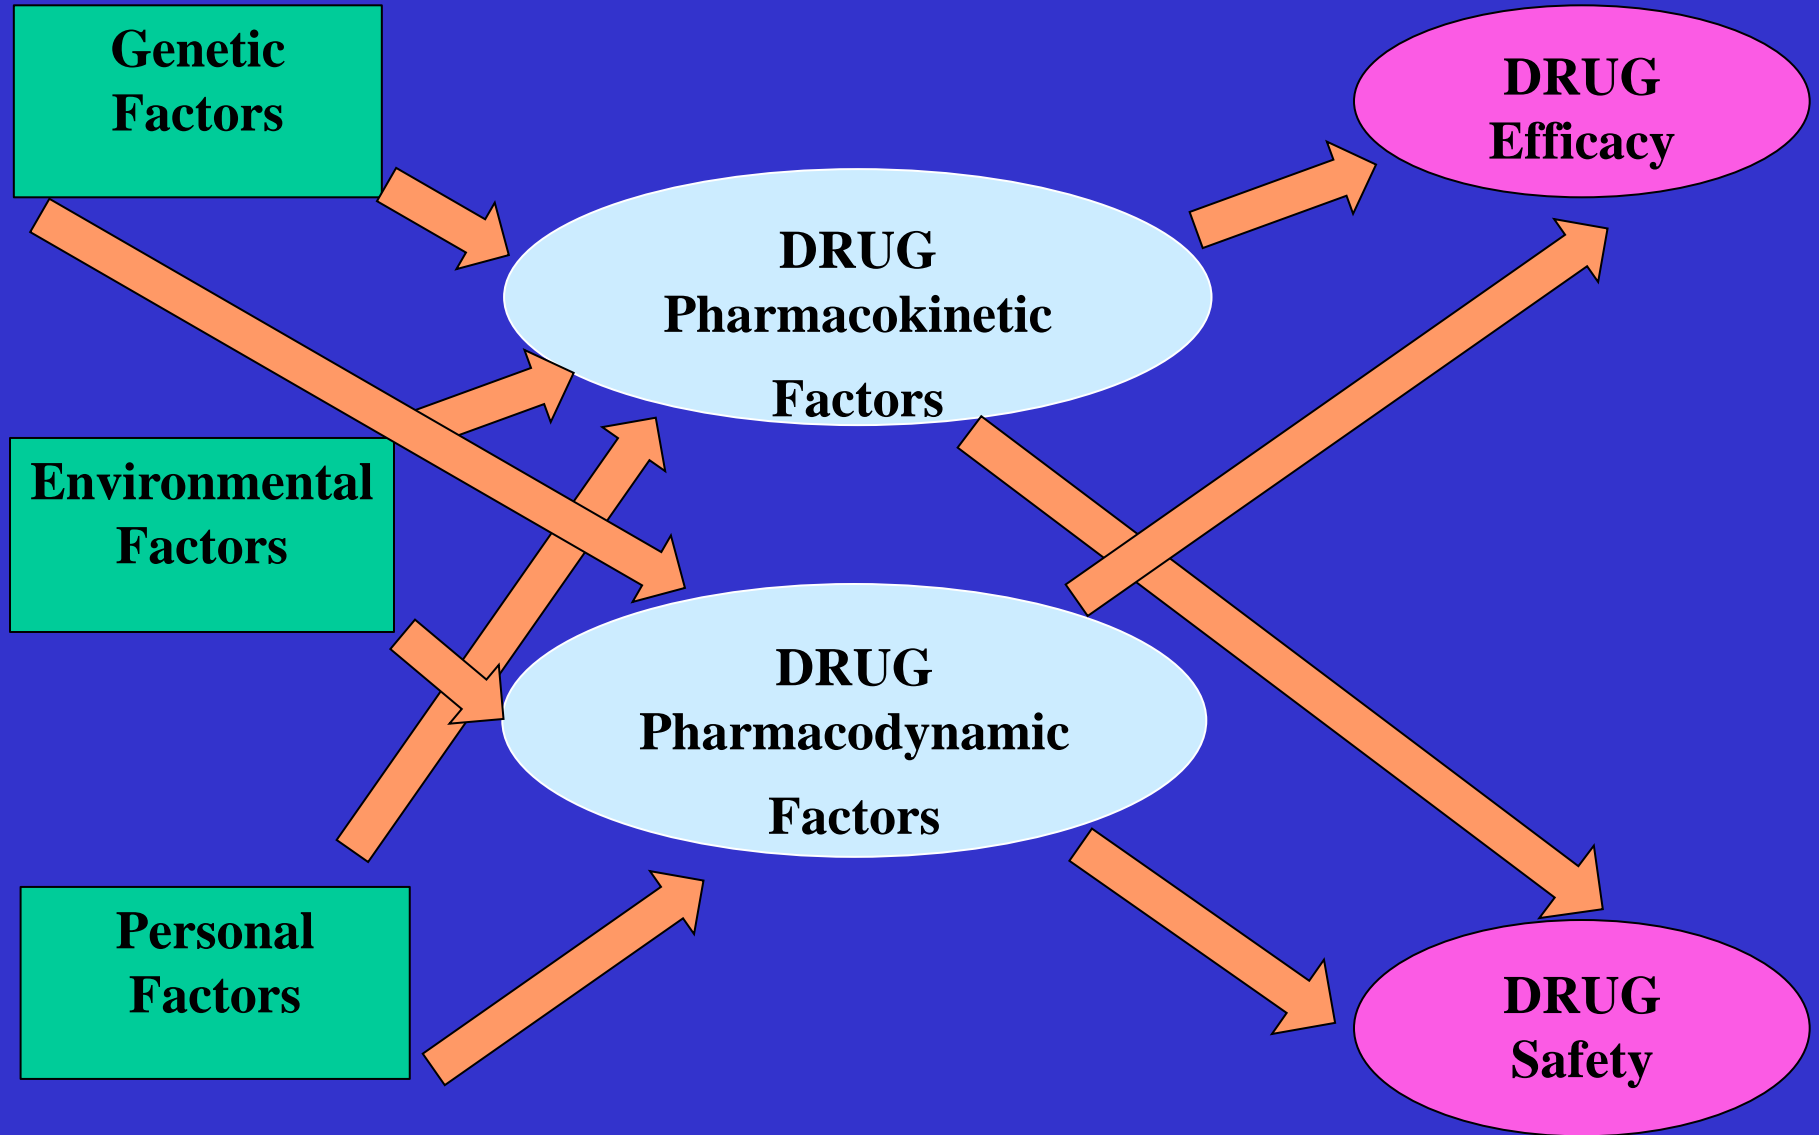 Genetic
Factors
DRUG
Efficacy
DRUG
Pharmacokinetic
Factors
Environmental
Factors
DRUG
Pharmacodynamic
Factors
Personal
Factors
DRUG
Safety